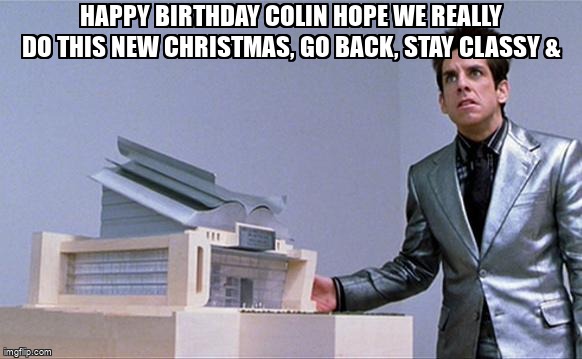 HAPPY BIRTHDAY COLIN HOPE WE REALLY
DO THIS NEW CHRISTMAS, GO BACK, STAY CLASSY &
imgflip.com